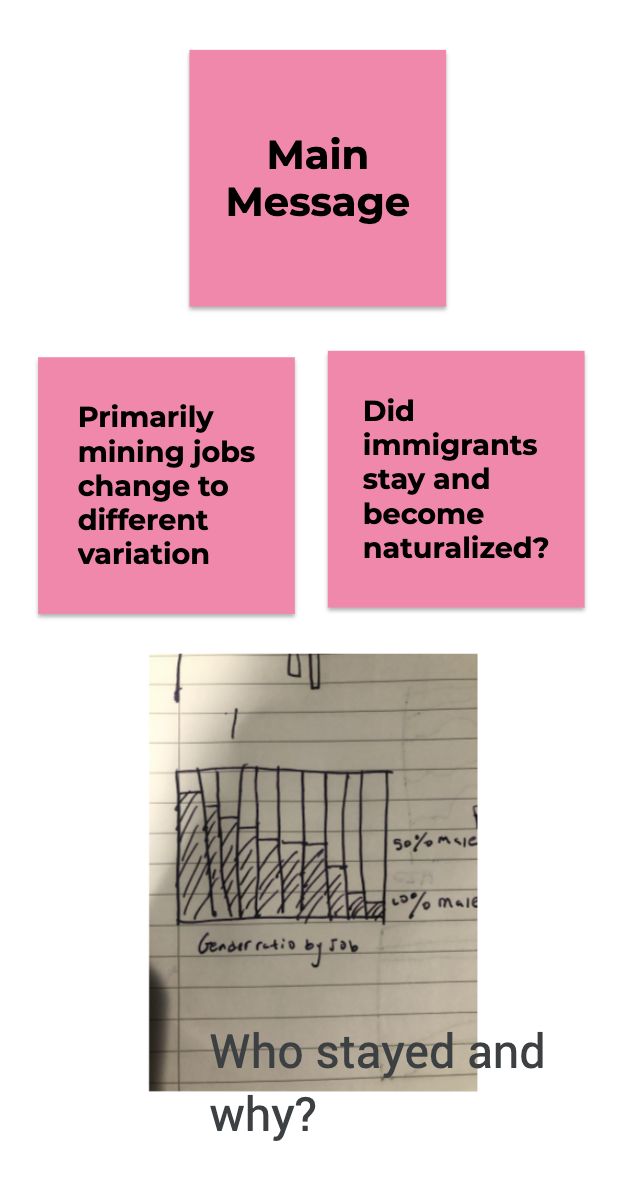 Main
Message
Primarily
mining jobs
change to
different
variation
Did
immigrants
stay and
become
naturalized?
50% male
% male
Gender ratio by Job
Who stayed and
why?